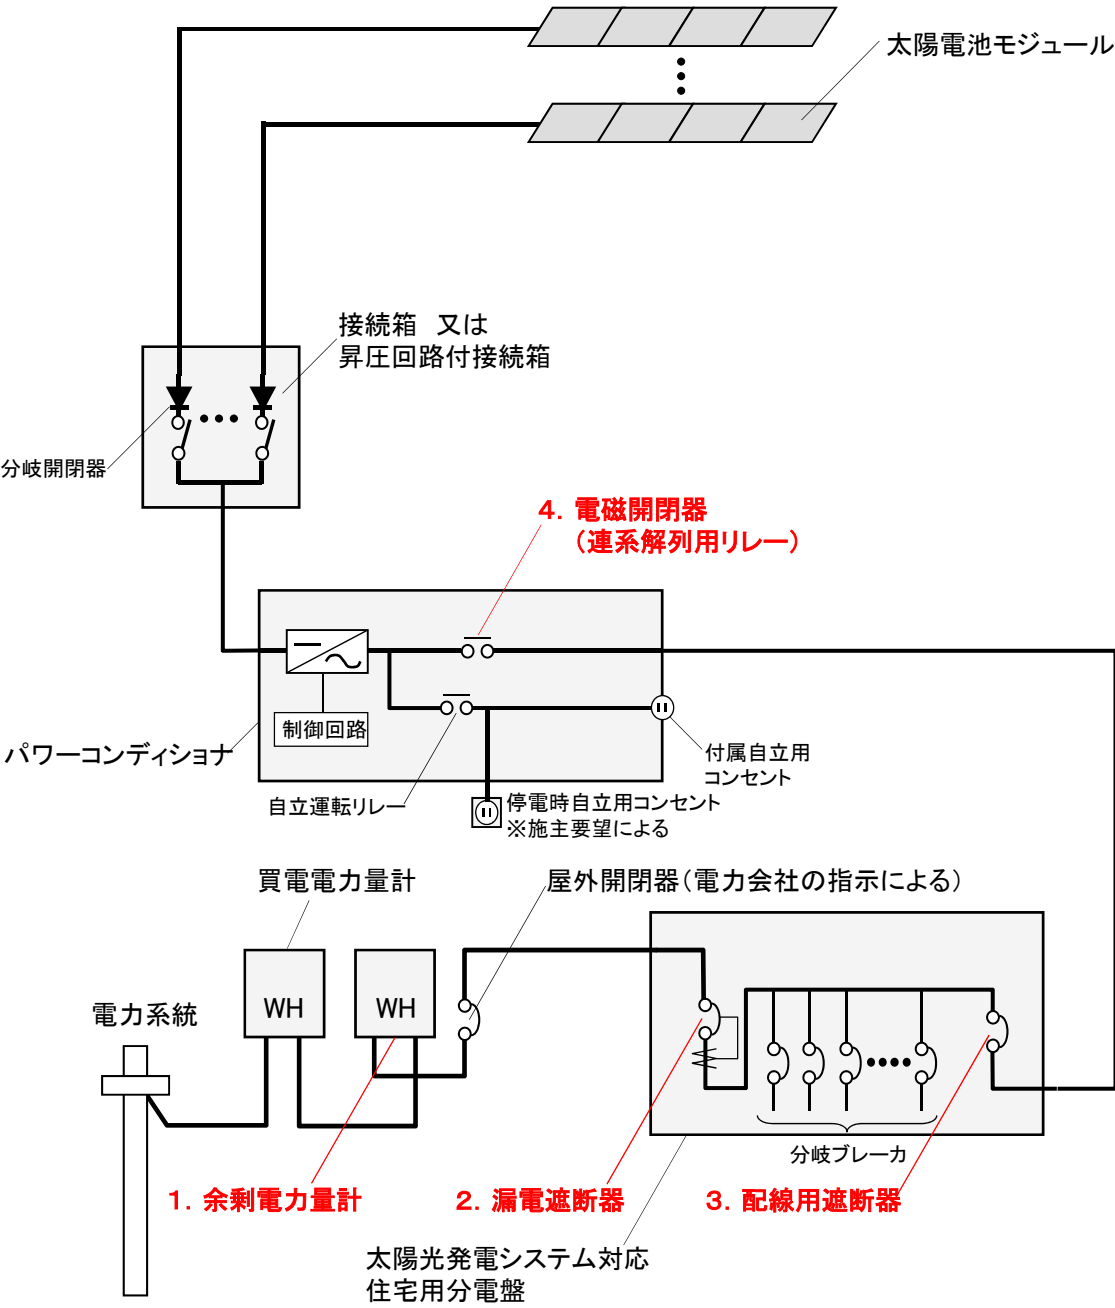 太陽電池モジュール
接続箱　又は
昇圧回路付接続箱
分岐開閉器
4．電磁開閉器
（連系解列用リレー）
制御回路
パワーコンディショナ
付属自立用
コンセント
自立運転リレー
停電時自立用コンセント
※施主要望による
買電電力量計
屋外開閉器（電力会社の指示による）
WH
WH
電力系統
分岐ブレーカ
1．余剰電力量計
2．漏電遮断器
3．配線用遮断器
太陽光発電システム対応
住宅用分電盤